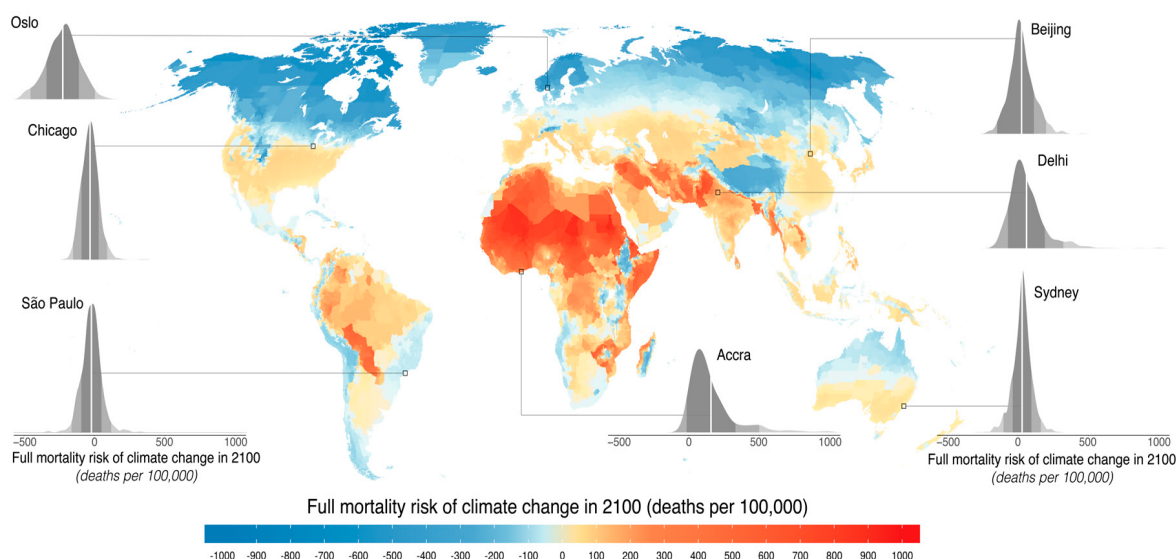 Oslo
Beijing
Chicago
Delhi
São Paulo
Sydney
Accra
−500 0 500 1000
Full mortality risk of climate change in 2100
(deaths per 100,000)
−500 0 500 1000
−500 0 500 1000
Full mortality risk of climate change in 2100
(deaths per 100,000)
Full mortality risk of climate change in 2100 (deaths per 100,000)
-1000 -900 -800 -700 -600 -500 -400 -300 -200 -100 0 100 200 300 400 500 600 700 800 900 1000